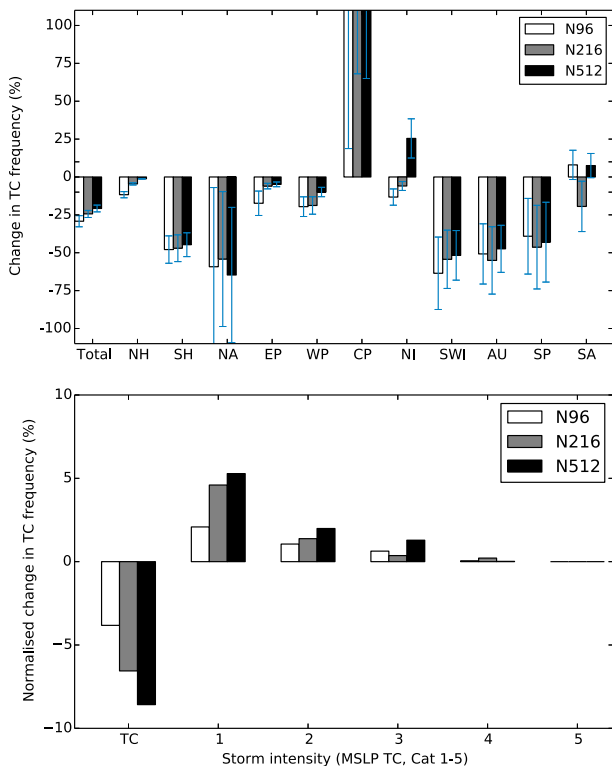 100
75
50
25
0
-25
-50
-75
-100
Change in TC frequency (%)
N96
N216
N512
Total NH SH NA EP WP CP NI SWI AU SP SA
10
5
0
−5
−10
Normalised change in TC frequency (%)
N96
N216
N512
TC 1 2 3 4 5
Storm intensity (MSLP TC, Cat 1-5)